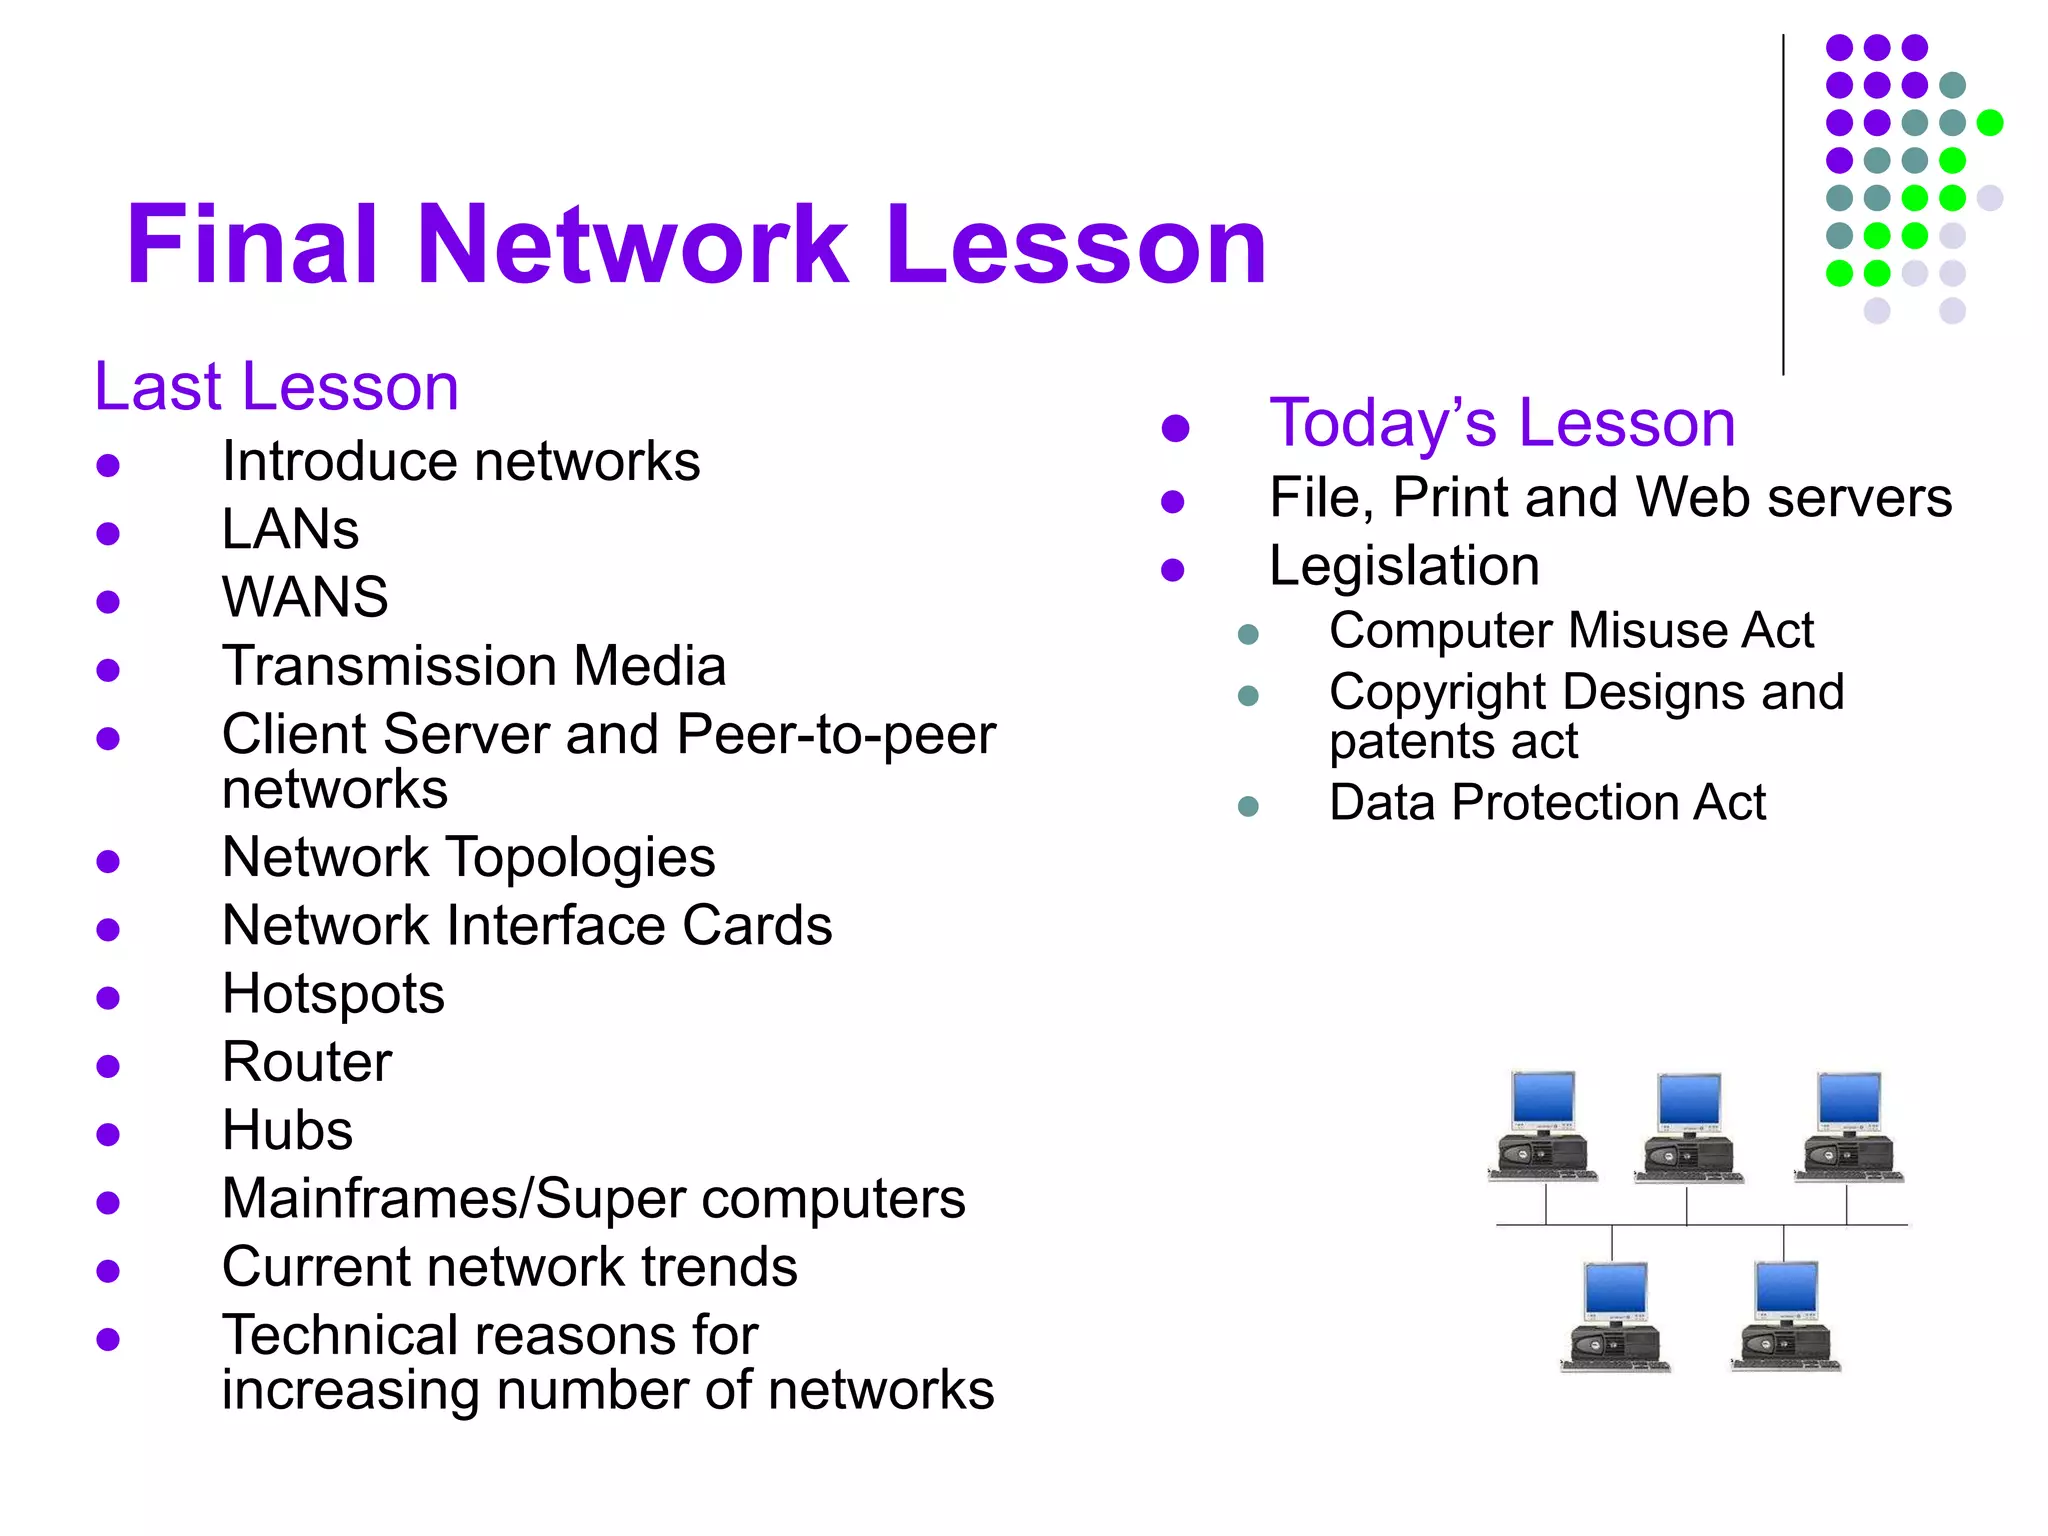 Final Network Lesson
Last Lesson
Introduce networks
LANs
WANS
Transmission Media
Client Server and Peer-to-peer
networks
Network Topologies
Network Interface Cards
Hotspots
Router
Hubs
Mainframes/Super computers
Current network trends
Technical reasons for
increasing number of networks
Today’s Lesson
File, Print and Web servers
Legislation
Computer Misuse Act
Copyright Designs and
patents act
Data Protection Act